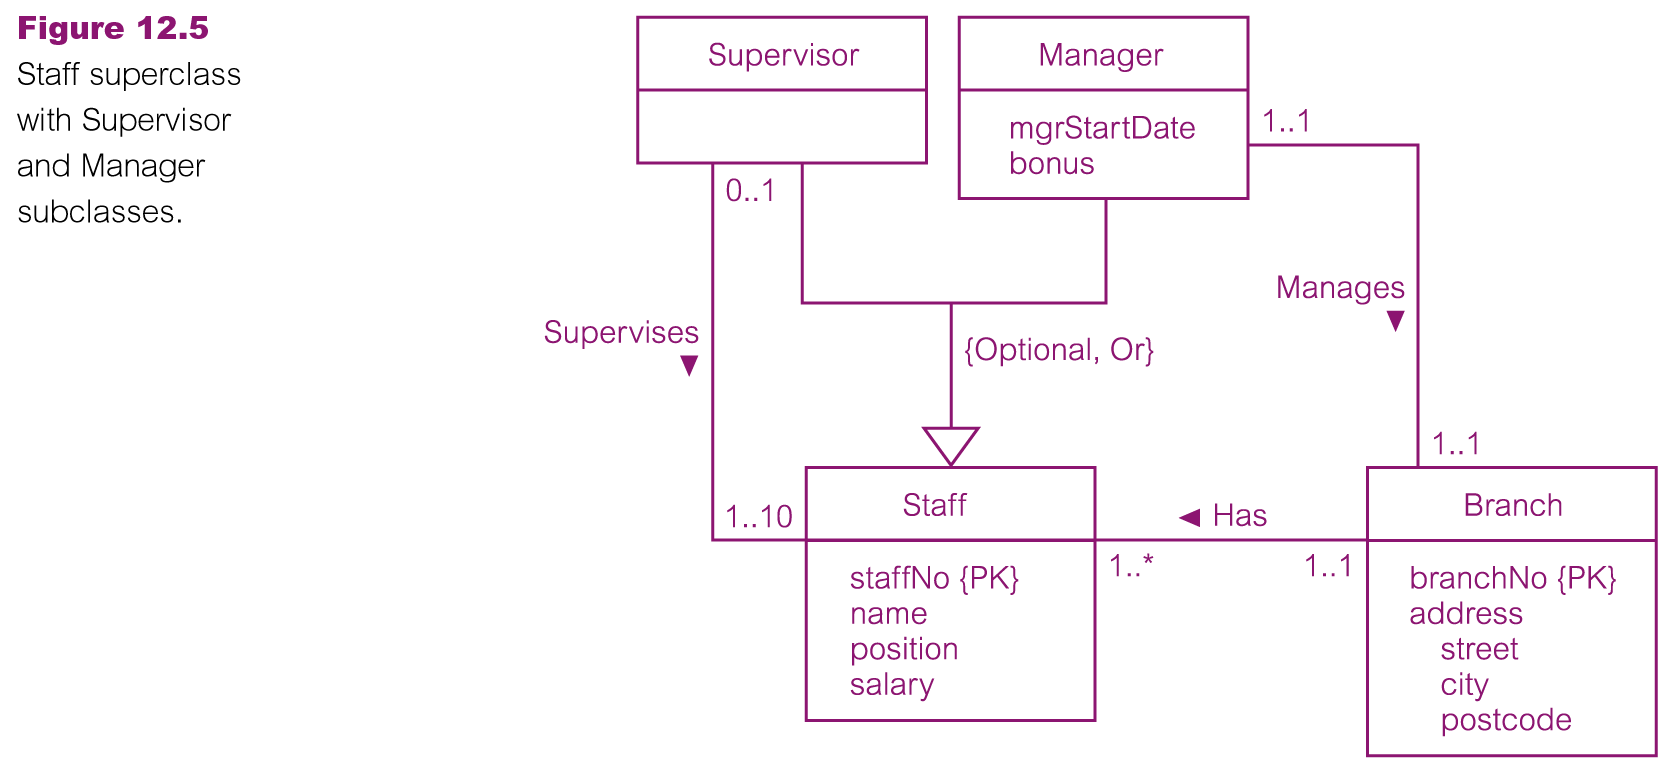 Figure 12.5
Staff superclass
with Supervisor
and Manager
subclasses.
Supervisor
Manager
mgrStartDate
bonus
1..1
0..1
Manages
▼
Supervises
▼
{Optional, Or}
1..1
1..10
Staff
◀ Has
Branch
1..*
1..1
staffNo {PK}
name
position
salary
branchNo {PK}
address
street
city
postcode